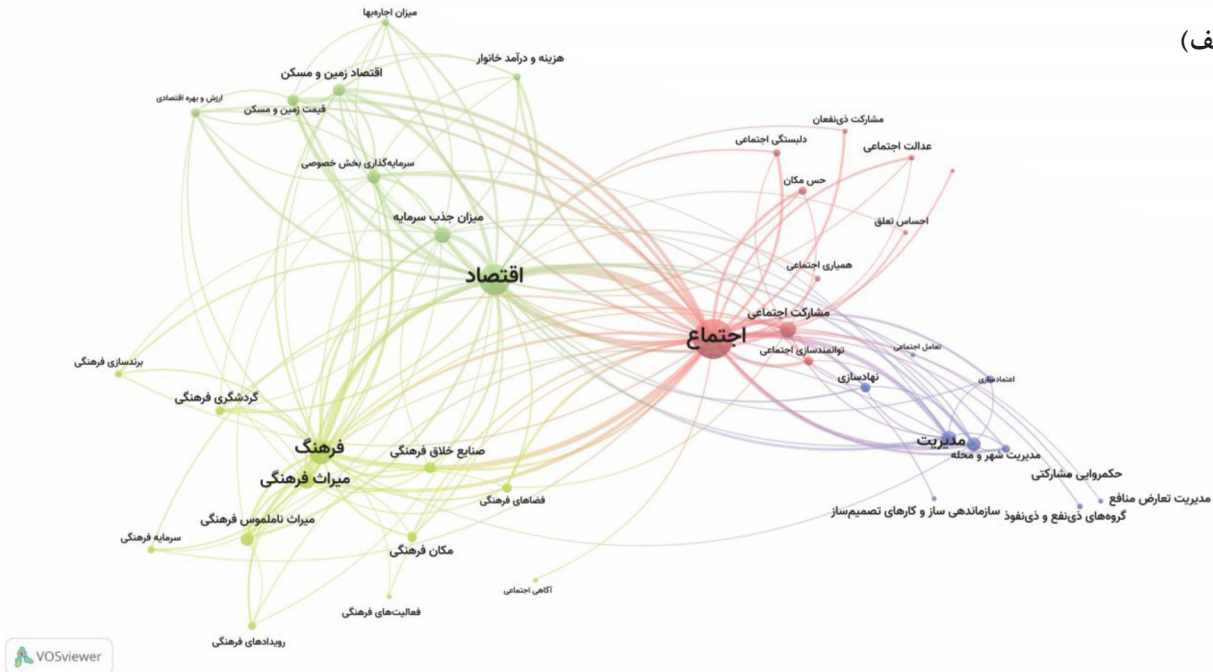 ف)
میزان اجاره‌بها
هزینه و درآمد خانوار
اقتصاد زمین و مسکن
ارزش و بهره اقتصادی
قیمت زمین و مسکن
مشارکت ذی‌نفعان
دلبستگی اجتماعی
عدالت اجتماعی
سرمایه‌گذاری بخش خصوصی
حس مکان
میزان جذب سرمایه
احساس تعلق
همیاری اجتماعی
اقتصاد
مشارکت اجتماعی
اجتماع
تعامل اجتماعی
توانمندسازی اجتماعی
برندسازی فرهنگی
نهادسازی
اعتمادسازی
گردشگری فرهنگی
مدیریت
فرهنگ
صنایع خلاق فرهنگی
مدیریت شهر و محله
میراث فرهنگی
حکمروایی مشارکتی
فضاهای فرهنگی
مدیریت تعارض منافع
گروه‌های ذی‌نفع و ذی‌نفوذ
سازماندهی ساز و کارهای تصمیم‌ساز
میراث ناملموس فرهنگی
سرمایه فرهنگی
مکان فرهنگی
آگاهی اجتماعی
فعالیت‌های فرهنگی
رویدادهای فرهنگی
VOSviewer